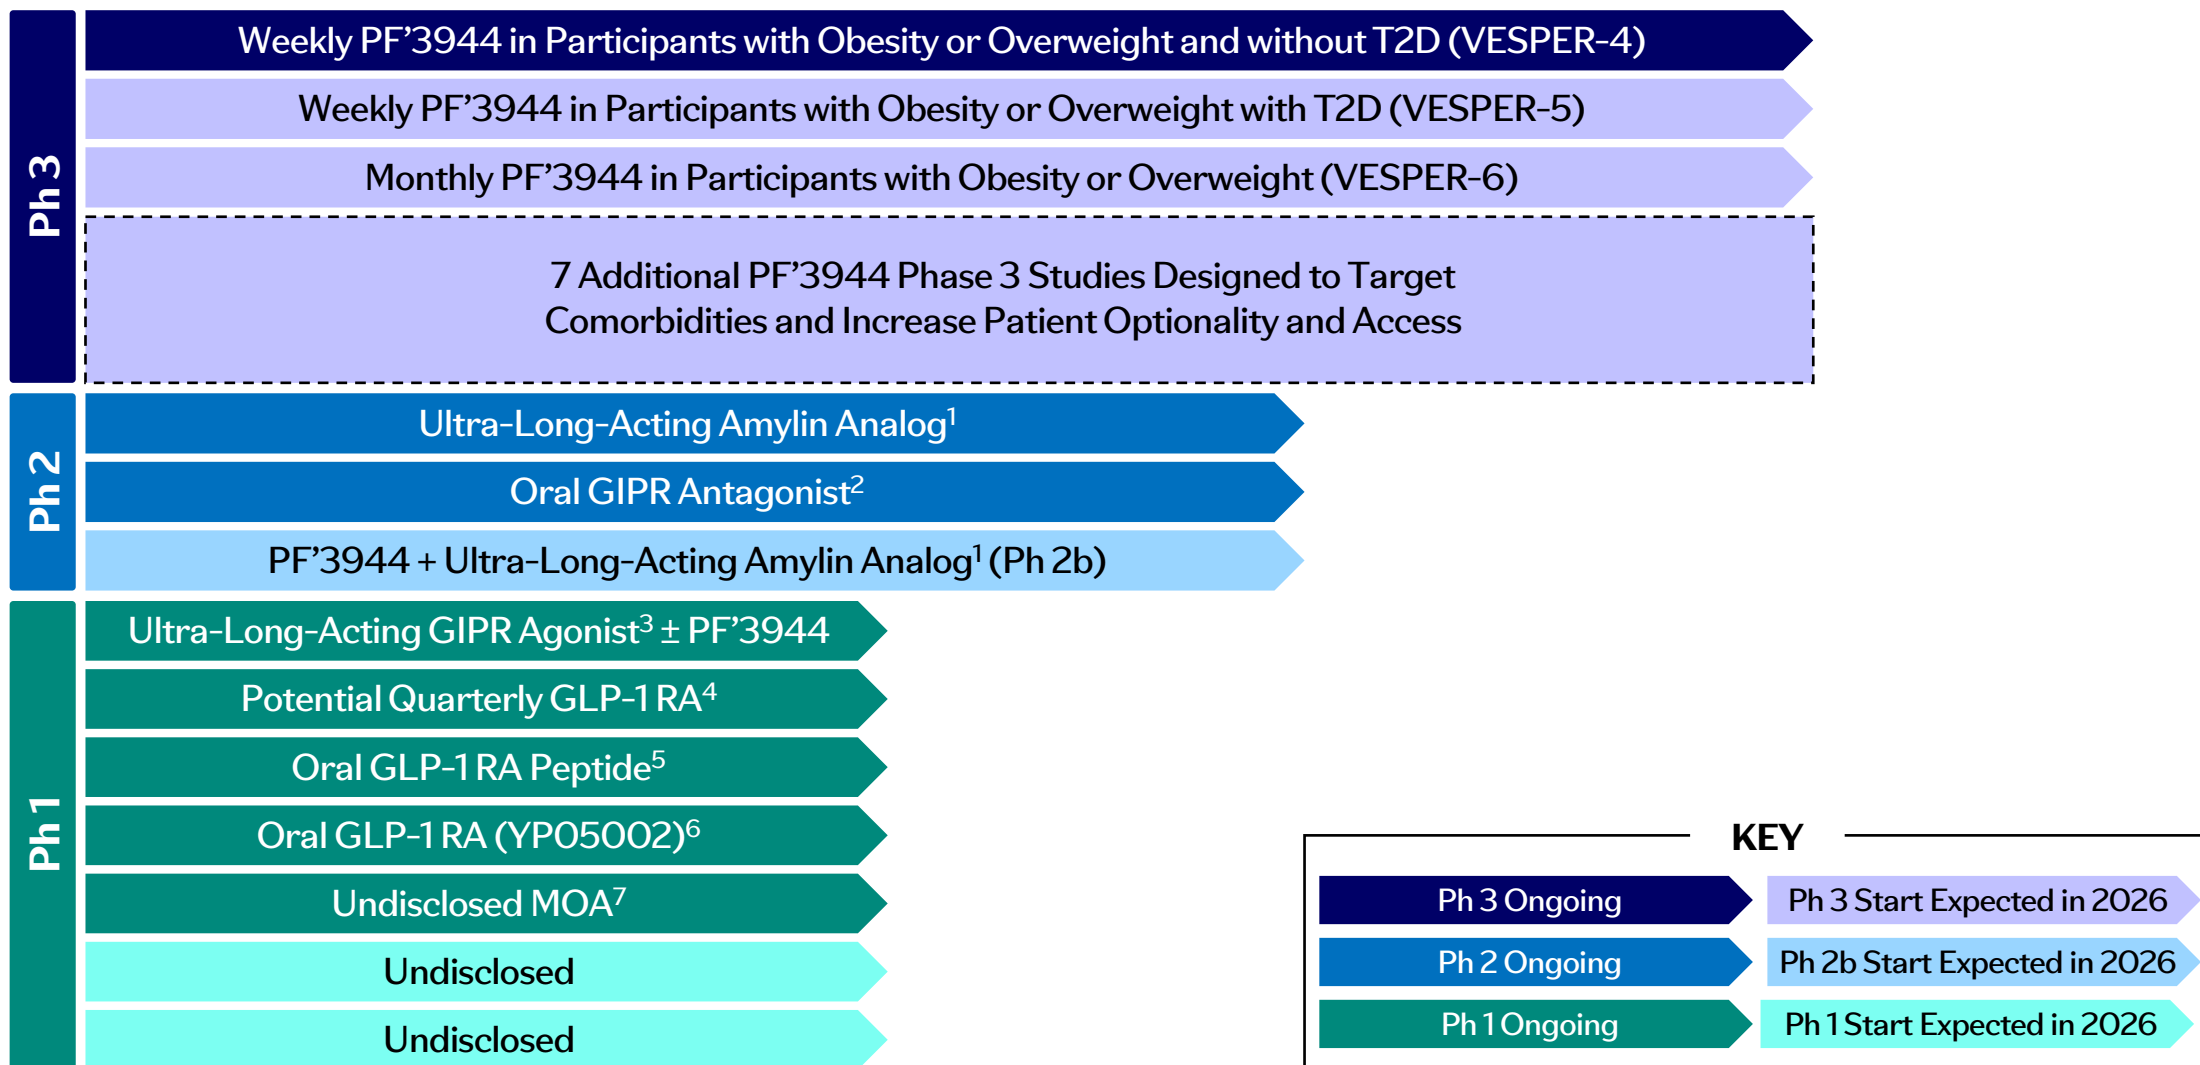 Ph 3
Weekly PF’3944 in Participants with Obesity or Overweight and without T2D (VESPER-4)
Weekly PF’3944 in Participants with Obesity or Overweight with T2D (VESPER-5)
Monthly PF’3944 in Participants with Obesity or Overweight (VESPER-6)
7 Additional PF’3944 Phase 3 Studies Designed to Target
Comorbidities and Increase Patient Optionality and Access
Ph 2
Ultra-Long-Acting Amylin Analog¹
Oral GIPR Antagonist²
PF’3944 + Ultra-Long-Acting Amylin Analog¹ (Ph 2b)
Ph 1
Ultra-Long-Acting GIPR Agonist³ ± PF’3944
Potential Quarterly GLP-1 RA⁴
Oral GLP-1 RA Peptide⁵
Oral GLP-1 RA (YP05002)⁶
Undisclosed MOA⁷
Undisclosed
Undisclosed
KEY
Ph 3 Ongoing
Ph 3 Start Expected in 2026
Ph 2 Ongoing
Ph 2b Start Expected in 2026
Ph 1 Ongoing
Ph 1 Start Expected in 2026